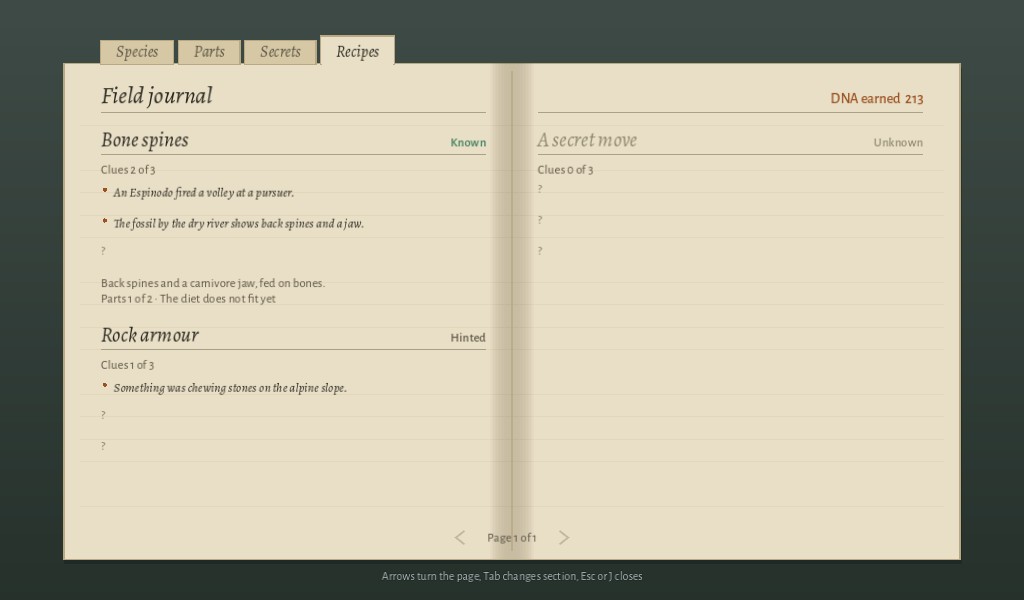 Species
Parts
Secrets
Recipes
Field journal
DNA earned 213
Bone spines
Known
Clues 2 of 3
An Espinodo fired a volley at a pursuer.
The fossil by the dry river shows back spines and a jaw.
?
Back spines and a carnivore jaw, fed on bones.
Parts 1 of 2 · The diet does not fit yet
Rock armour
Hinted
Clues 1 of 3
Something was chewing stones on the alpine slope.
?
?
A secret move
Unknown
Clues 0 of 3
?
?
?
Page 1 of 1
Arrows turn the page, Tab changes section, Esc or J closes